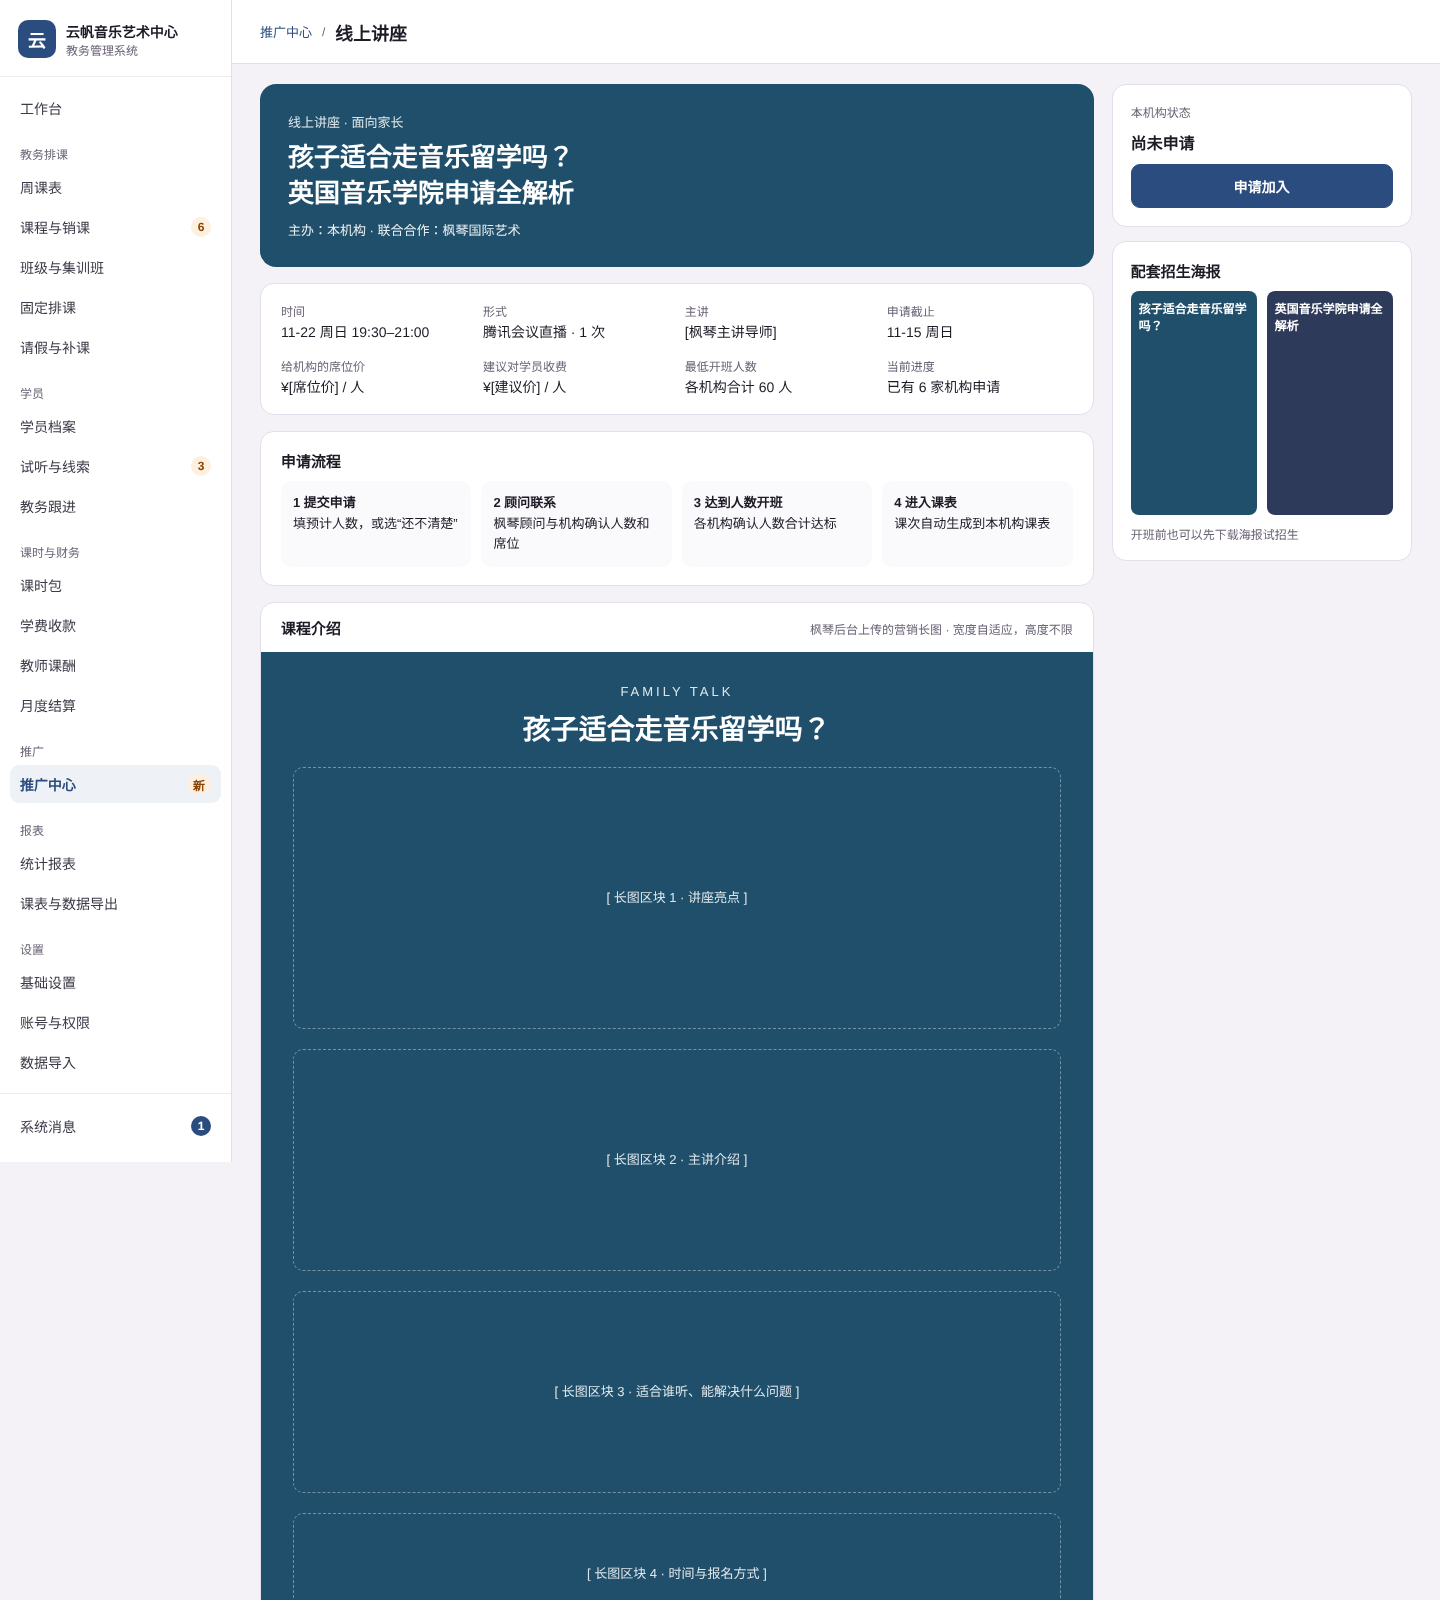 云
云帆音乐艺术中心
教务管理系统
工作台
教务排课
周课表
课程与销课
6
班级与集训班
固定排课
请假与补课
学员
学员档案
试听与线索
3
教务跟进
课时与财务
课时包
学费收款
教师课酬
月度结算
推广
推广中心
新
报表
统计报表
课表与数据导出
设置
基础设置
账号与权限
数据导入
系统消息
1
推广中心 / 线上讲座
线上讲座 · 面向家长
孩子适合走音乐留学吗？
英国音乐学院申请全解析
主办：本机构 · 联合合作：枫琴国际艺术
时间
11-22 周日 19:30–21:00
形式
腾讯会议直播 · 1 次
主讲
[枫琴主讲导师]
申请截止
11-15 周日
给机构的席位价
¥[席位价] / 人
建议对学员收费
¥[建议价] / 人
最低开班人数
各机构合计 60 人
当前进度
已有 6 家机构申请
申请流程
1 提交申请
填预计人数，或选“还不清楚”
2 顾问联系
枫琴顾问与机构确认人数和
席位
3 达到人数开班
各机构确认人数合计达标
4 进入课表
课次自动生成到本机构课表
课程介绍
枫琴后台上传的营销长图 · 宽度自适应，高度不限
FAMILY TALK
孩子适合走音乐留学吗？
[ 长图区块 1 · 讲座亮点 ]
[ 长图区块 2 · 主讲介绍 ]
[ 长图区块 3 · 适合谁听、能解决什么问题 ]
[ 长图区块 4 · 时间与报名方式 ]
本机构状态
尚未申请
申请加入
配套招生海报
孩子适合走音乐留学
吗？
英国音乐学院申请全
解析
开班前也可以先下载海报试招生